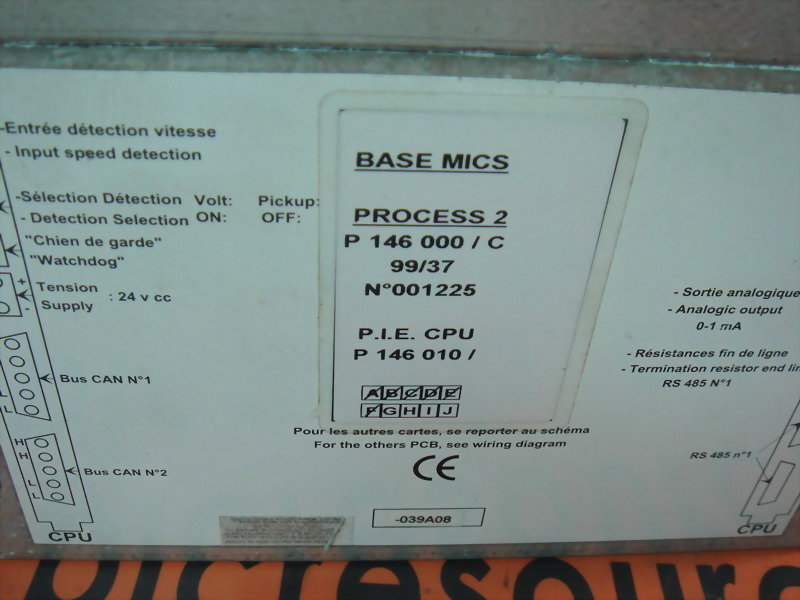 -Entrée détection vitesse
- Input speed detection
-Sélection Détection Volt: Pickup:
- Detection Selection ON: OFF:
"Chien de garde"
"Watchdog"
+ Tension
- Supply : 24 v cc
Bus CAN N°1
L
L
H
H
Bus CAN N°2
L
L
CPU
BASE MICS
PROCESS 2
P 146 000 / C
99/37
N°001225
P.I.E. CPU
P 146 010 /
A B C D E
F G H I J
Pour les autres cartes, se reporter au schéma
For the others PCB, see wiring diagram
CE
-039A08
- Sortie analogique
- Analogic output
0-1 mA
- Résistances fin de ligne
- Termination resistor end lin
RS 485 N°1
RS 485 n°1
CPU
plcresour